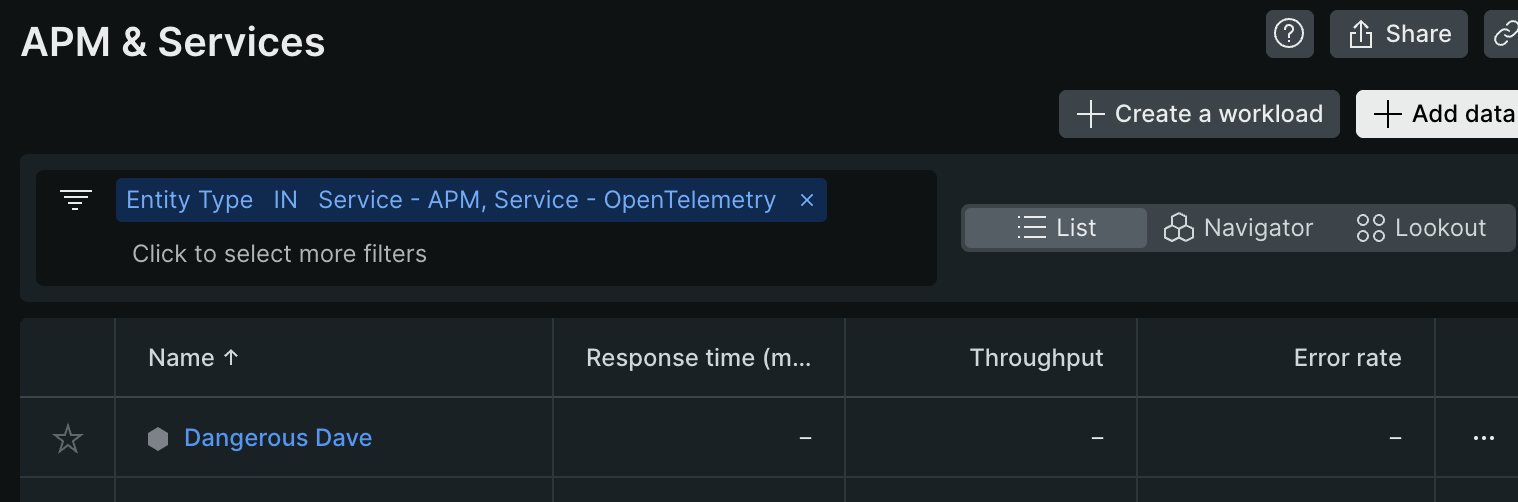 APM & Services
Share
Create a workload
Add data
Entity Type IN Service - APM, Service - OpenTelemetry ×
Click to select more filters
List
Navigator
Lookout
Name ↑
Response time (m...
Throughput
Error rate
Dangerous Dave
–
–
–
...